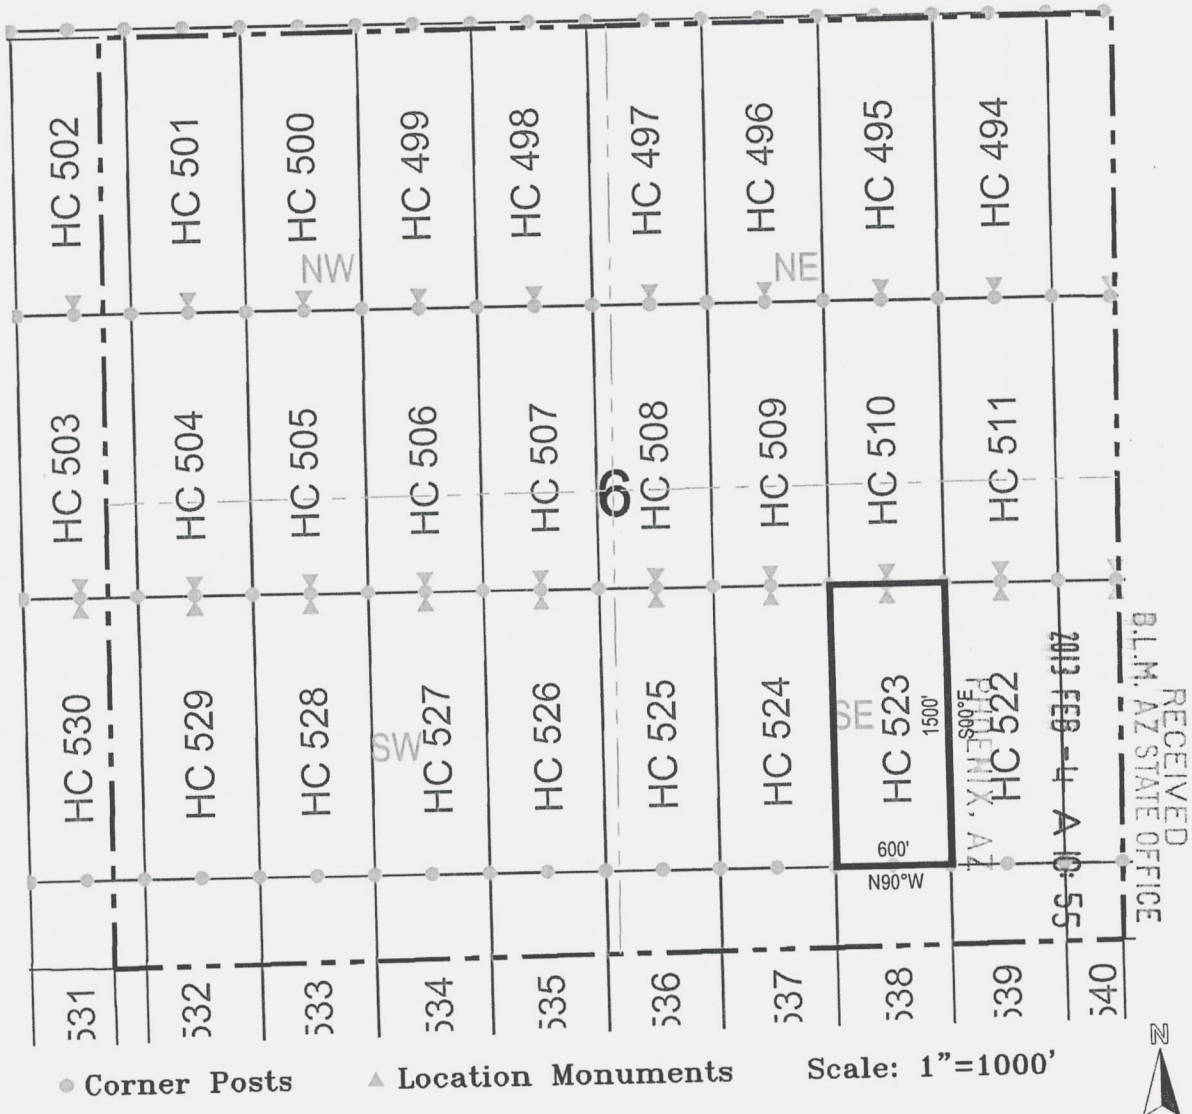 HC 502
HC 501
HC 500
HC 499
HC 498
HC 497
HC 496
HC 495
HC 494
NW
NE
HC 503
HC 504
HC 505
HC 506
HC 507
6
HC 508
HC 509
HC 510
HC 511
HC 530
HC 529
HC 528
SW
HC 527
HC 526
HC 525
HC 524
SE
HC 523
1500'
S00°E
600'
N90°W
HC 522
RECEIVED
B.L.M. AZ STATE OFFICE
2013 FEB -4 A 10:55
PHOENIX, AZ
531
532
533
534
535
536
537
538
539
540
N
Corner Posts
Location Monuments
Scale: 1"=1000'